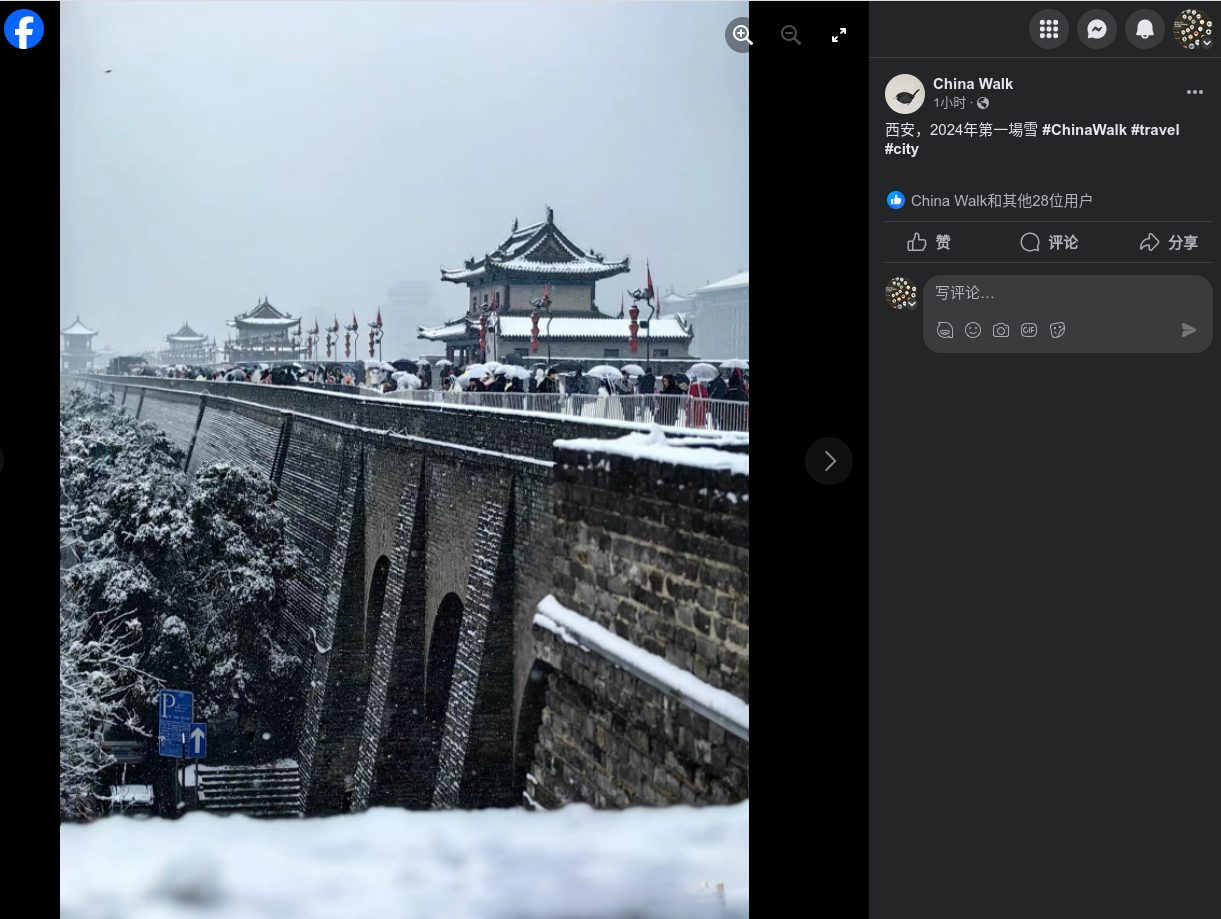 China Walk
1小时 ·
西安，2024年第一場雪 #ChinaWalk #travel
#city
China Walk和其他28位用户
赞
评论
分享
写评论…
GIF
P